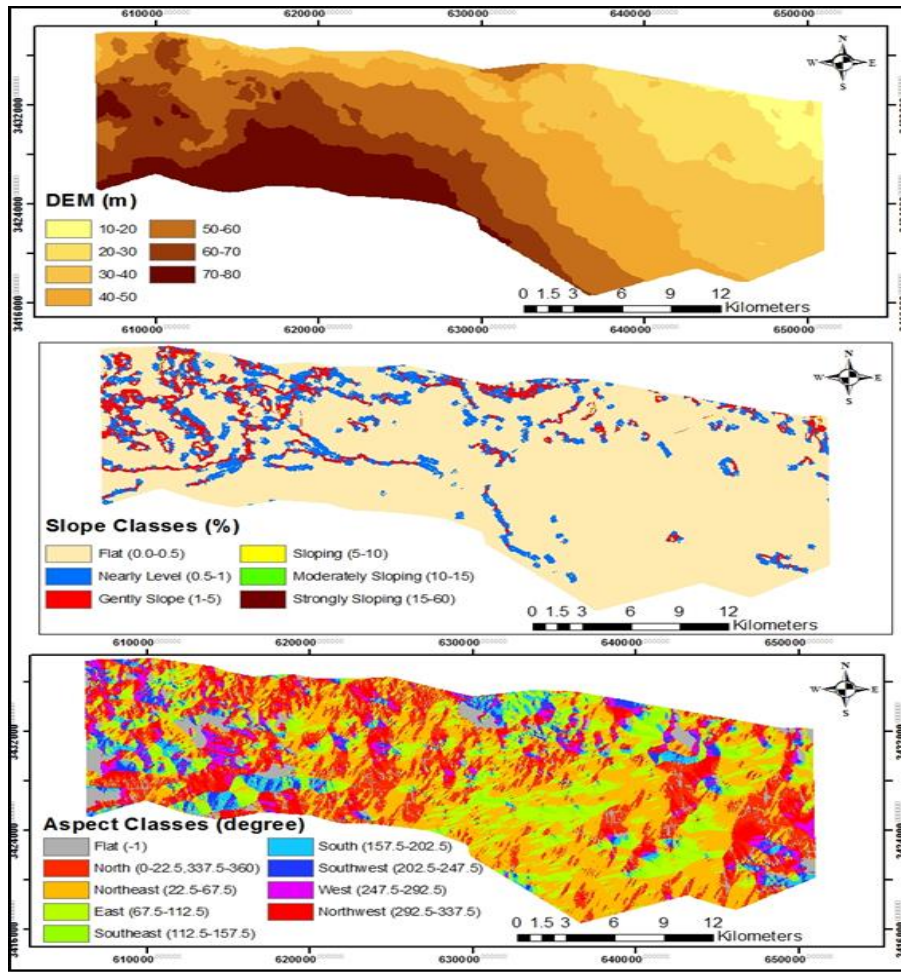 610000 620000 630000 640000 650000
N
W E
S
3432000
3424000
3416000
DEM (m)
10-20 50-60
20-30 60-70
30-40 70-80
40-50
0 1.5 3 6 9 12
Kilometers
610000 620000 630000 640000 650000
N
W E
S
Slope Classes (%)
Flat (0.0-0.5) Sloping (5-10)
Nearly Level (0.5-1) Moderately Sloping (10-15)
Gently Slope (1-5) Strongly Sloping (15-60)
0 1.5 3 6 9 12
Kilometers
610000 620000 630000 640000 650000
N
W E
S
3432000 3432000
3424000 3424000
3416000 3416000
Aspect Classes (degree)
Flat (-1) South (157.5-202.5)
North (0-22.5,337.5-360) Southwest (202.5-247.5)
Northeast (22.5-67.5) West (247.5-292.5)
East (67.5-112.5) Northwest (292.5-337.5)
Southeast (112.5-157.5)
0 1.5 3 6 9 12
Kilometers
610000 620000 630000 640000 650000